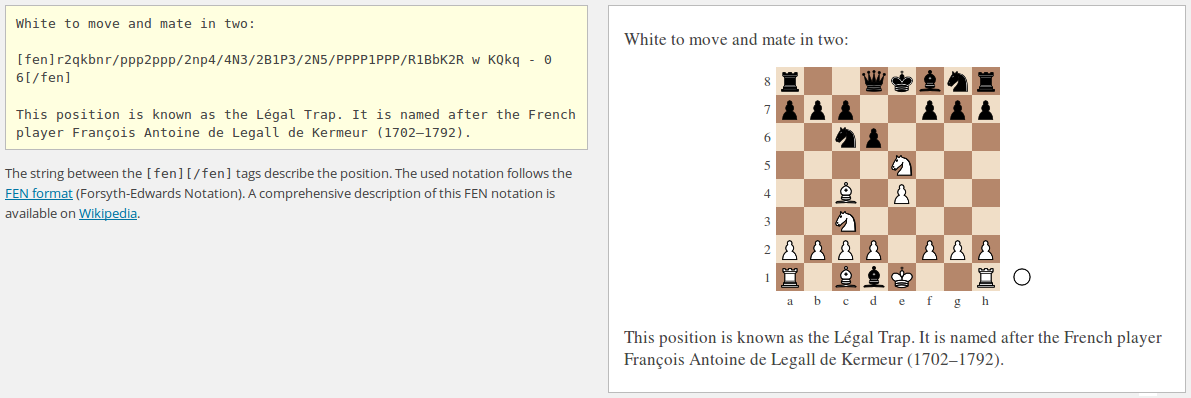 White to move and mate in two:
[fen]r2qkbnr/ppp2ppp/2np4/4N3/2B1P3/2N5/PPPP1PPP/R1BbK2R w KQkq - 0
6[/fen]
This position is known as the Légal Trap. It is named after the French
player François Antoine de Legall de Kermeur (1702–1792).
The string between the [fen][/fen] tags describe the position. The used notation follows the
FEN format (Forsyth-Edwards Notation). A comprehensive description of this FEN notation is
available on Wikipedia.
White to move and mate in two:
8
7
6
5
4
3
2
1
a b c d e f g h
This position is known as the Légal Trap. It is named after the French player
François Antoine de Legall de Kermeur (1702–1792).